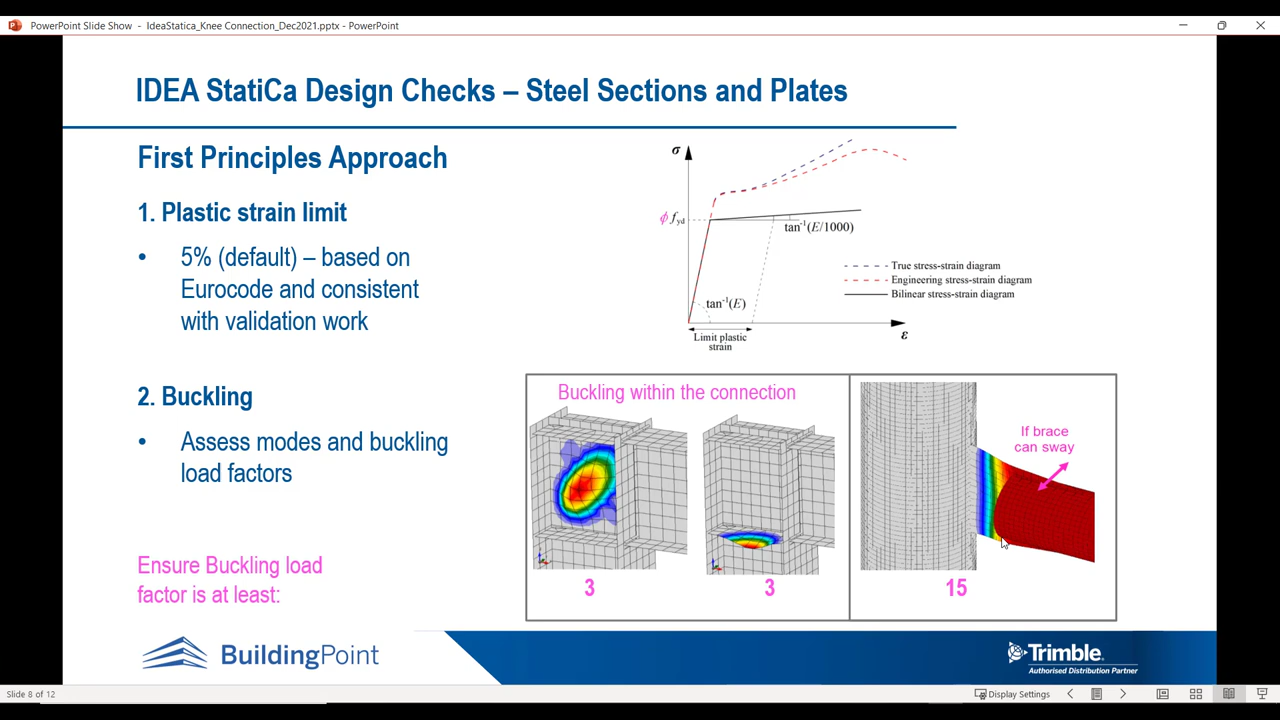 PowerPoint Slide Show - IdeaStatica_Knee Connection_Dec2021.pptx - PowerPoint
IDEA StatiCa Design Checks – Steel Sections and Plates
First Principles Approach
1. Plastic strain limit
• 5% (default) – based on
Eurocode and consistent
with validation work
2. Buckling
• Assess modes and buckling
load factors
Ensure Buckling load
factor is at least:
σ
ϕ fyd
tan⁻¹(E/1000)
tan⁻¹(E)
True stress-strain diagram
Engineering stress-strain diagram
Bilinear stress-strain diagram
Limit plastic
strain
ε
Buckling within the connection
3
3
If brace
can sway
15
BuildingPoint
Trimble
Authorised Distribution Partner
Slide 8 of 12
Display Settings